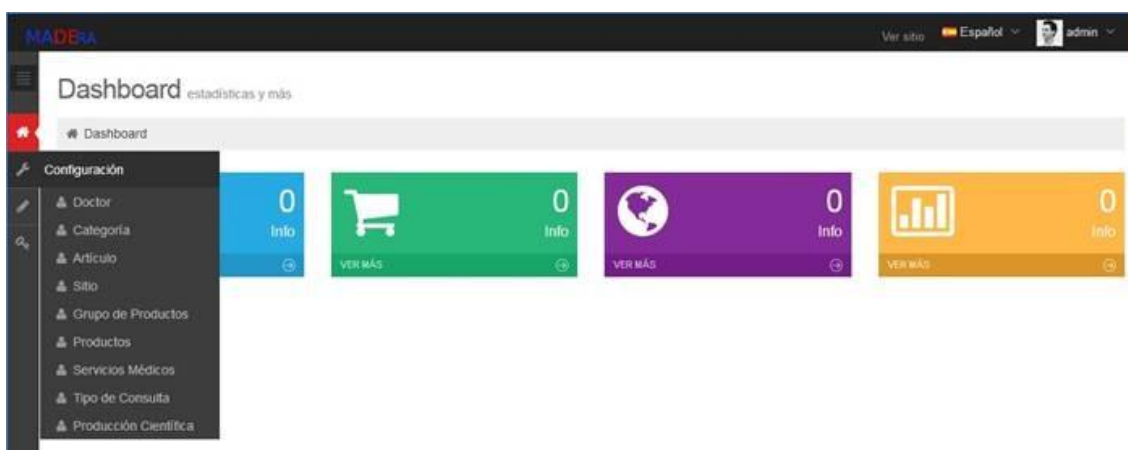 MADERA
Ver sitio Español admin
Dashboard estadísticas y más
Dashboard
Configuración
Doctor
Categoría
Artículo
Sitio
Grupo de Productos
Productos
Servicios Médicos
Tipo de Consulta
Producción Científica
0
Info
0
Info
VER MÁS
0
Info
VER MÁS
0
Info
VER MÁS